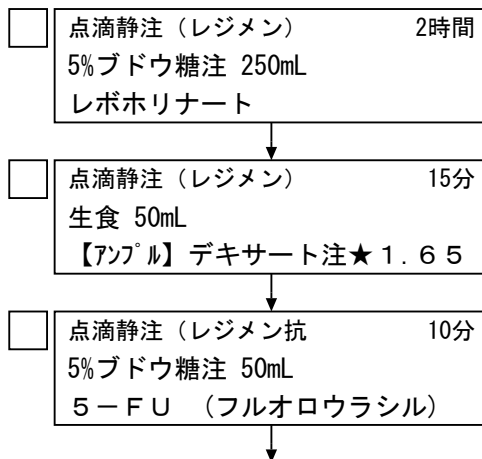 点滴静注（レジメン） 2時間
5%ブドウ糖注 250mL
レボホリナート
点滴静注（レジメン） 15分
生食 50mL
【ｱﾝﾌﾟﾙ】デキサート注★１.６５
点滴静注（レジメン抗 10分
5%ブドウ糖注 50mL
５－ＦＵ （フルオロウラシル）